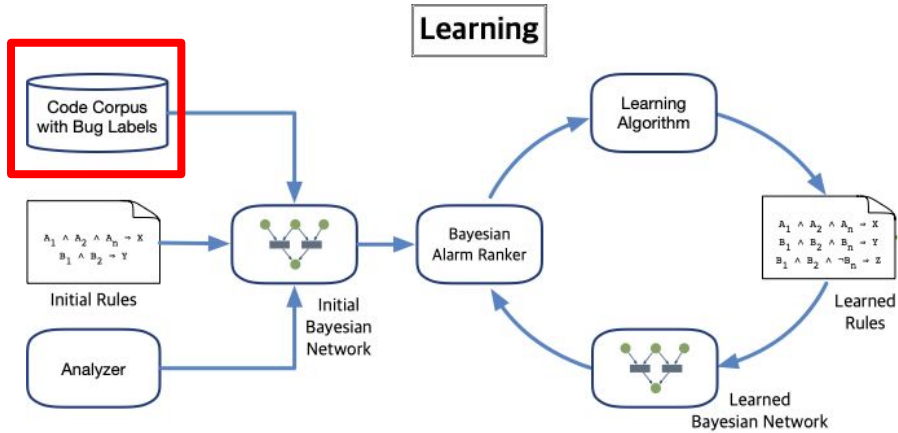 Learning
Code Corpus
with Bug Labels
A₁ ∧ A₂ ∧ Aₙ → X
B₁ ∧ B₂ → Y
Initial Rules
Analyzer
Initial
Bayesian
Network
Bayesian
Alarm Ranker
Learning
Algorithm
A₁ ∧ A₂ ∧ Aₙ → X
B₁ ∧ B₂ ∧ Bₙ → Y
B₁ ∧ B₂ ∧ ¬Bₙ → Z
Learned
Rules
Learned
Bayesian Network